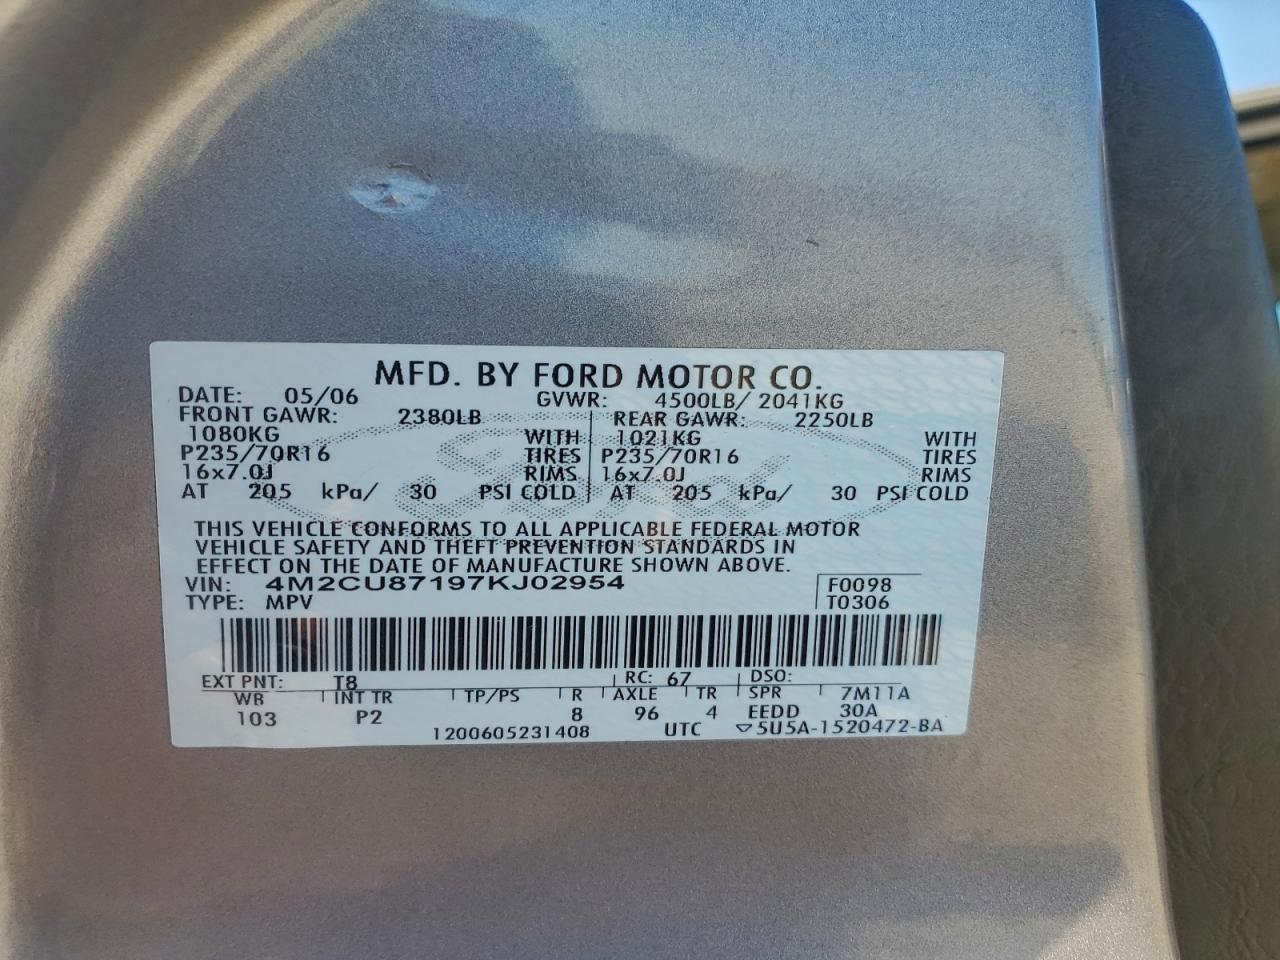 MFD. BY FORD MOTOR CO.
DATE: 05/06 GVWR: 4500LB/ 2041KG
FRONT GAWR: 2380LB REAR GAWR: 2250LB
1080KG WITH 1021KG WITH
P235/70R16 TIRES P235/70R16 TIRES
16x7.0J RIMS 16x7.0J RIMS
AT 205 kPa/ 30 PSI COLD AT 205 kPa/ 30 PSI COLD
THIS VEHICLE CONFORMS TO ALL APPLICABLE FEDERAL MOTOR
VEHICLE SAFETY AND THEFT PREVENTION STANDARDS IN
EFFECT ON THE DATE OF MANUFACTURE SHOWN ABOVE.
VIN: 4M2CU87197KJ02954 F0098
TYPE: MPV T0306
EXT PNT: T8 RC: 67 DSO:
WB INT TR TP/PS R AXLE TR SPR 7M11A
103 P2 8 96 4 EEDD 30A
1200605231408 UTC ▽5U5A-1520472-BA
Ford